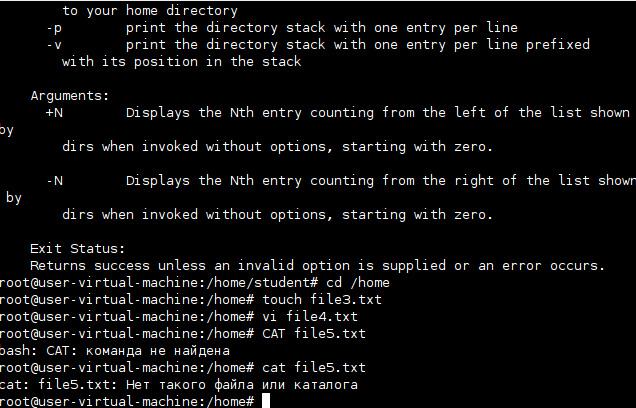 to your home directory
-p print the directory stack with one entry per line
-v print the directory stack with one entry per line prefixed
with its position in the stack
Arguments:
+N Displays the Nth entry counting from the left of the list shown
by
dirs when invoked without options, starting with zero.
-N Displays the Nth entry counting from the right of the list shown
by
dirs when invoked without options, starting with zero.
Exit Status:
Returns success unless an invalid option is supplied or an error occurs.
root@user-virtual-machine:/home/student# cd /home
root@user-virtual-machine:/home# touch file3.txt
root@user-virtual-machine:/home# vi file4.txt
root@user-virtual-machine:/home# CAT file5.txt
bash: CAT: команда не найдена
root@user-virtual-machine:/home# cat file5.txt
cat: file5.txt: Нет такого файла или каталога
root@user-virtual-machine:/home#